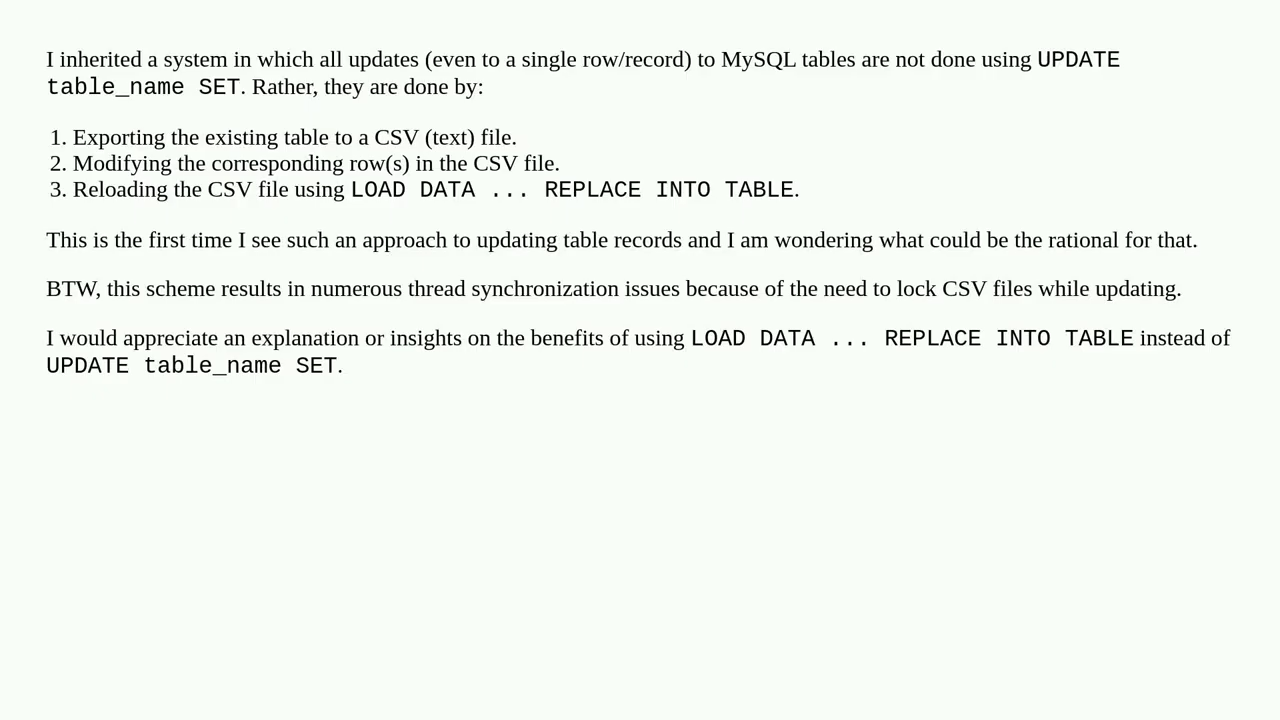 I inherited a system in which all updates (even to a single row/record) to MySQL tables are not done using UPDATE
table_name SET. Rather, they are done by:
1. Exporting the existing table to a CSV (text) file.
2. Modifying the corresponding row(s) in the CSV file.
3. Reloading the CSV file using LOAD DATA ... REPLACE INTO TABLE.
This is the first time I see such an approach to updating table records and I am wondering what could be the rational for that.
BTW, this scheme results in numerous thread synchronization issues because of the need to lock CSV files while updating.
I would appreciate an explanation or insights on the benefits of using LOAD DATA ... REPLACE INTO TABLE instead of
UPDATE table_name SET.